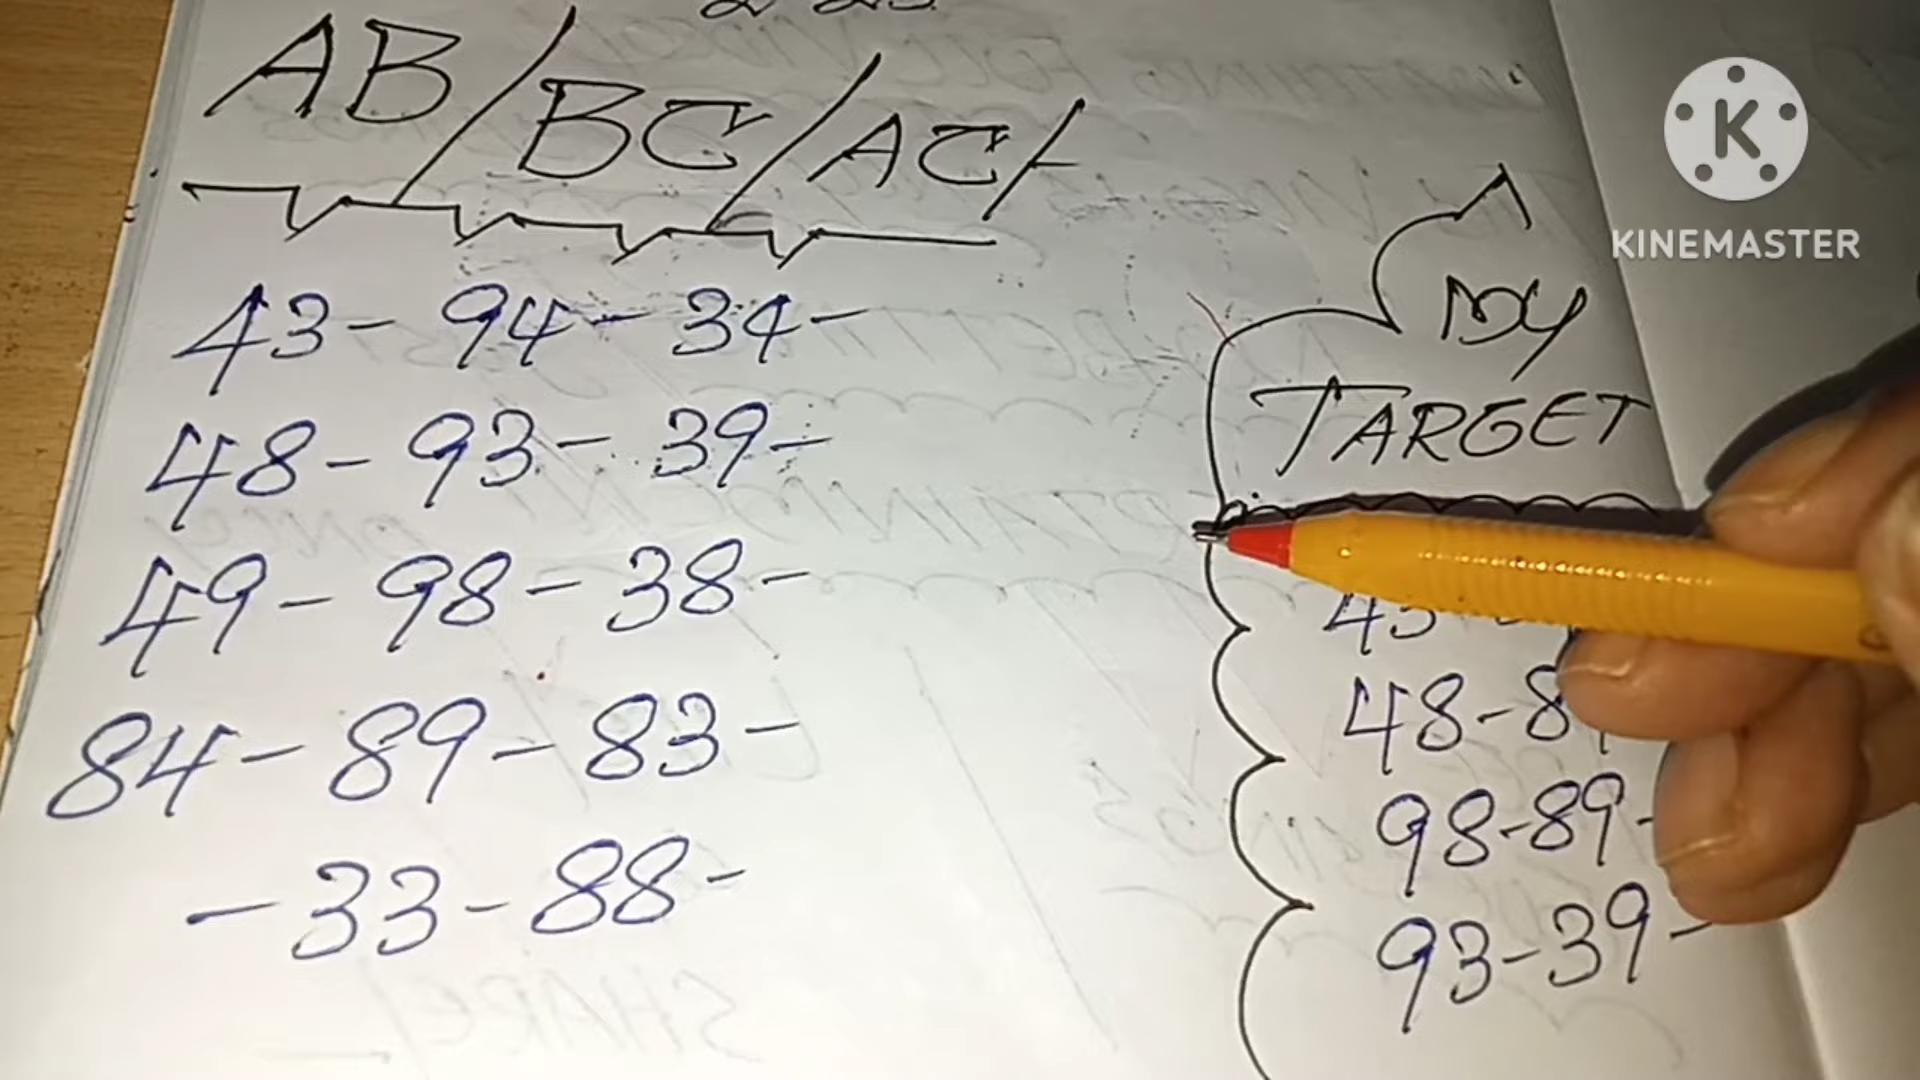 AB/BC/AC/
43-94-34-
48-93-39-
49-98-38-
84-89-83-
-33-88-
MY
TARGET
43-
48-8
98-89-
93-39-
K
KINEMASTER